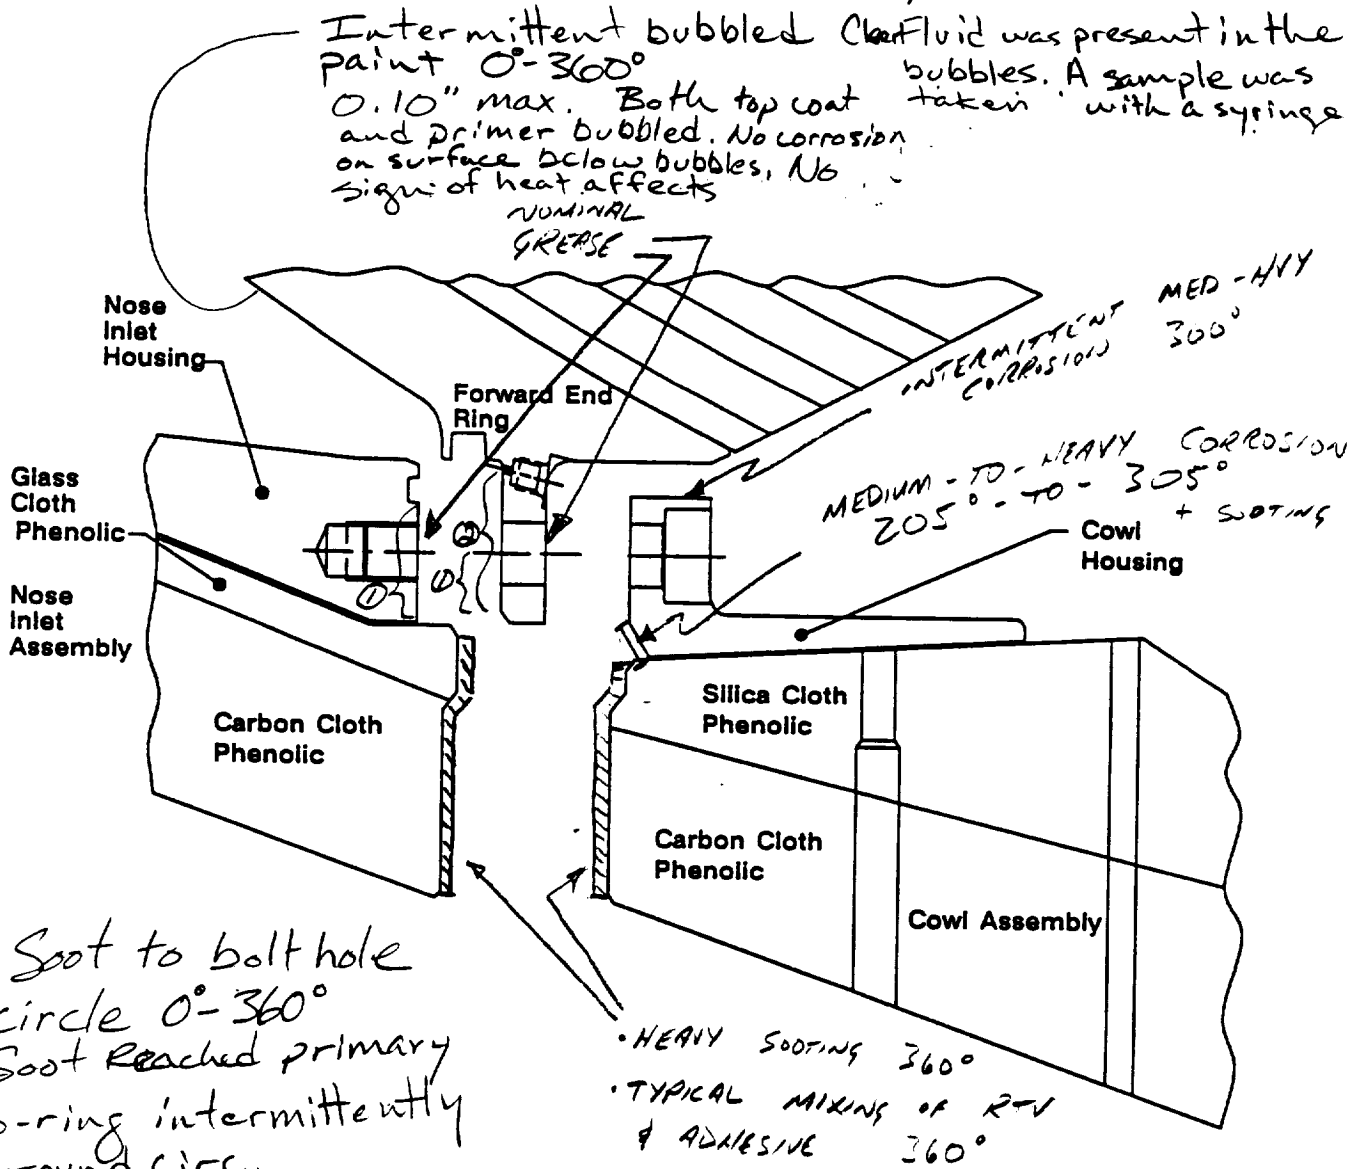 Intermittent bubbled
paint 0°-360°
0.10" max. Both top coat
and primer bubbled. No corrosion
on surface below bubbles, No
sign of heat affects
Clear Fluid was present in the
bubbles. A sample was
taken with a syringe
NOMINAL
GREASE
INTERMITTENT MED-HVY
CORROSION 300°
Nose
Inlet
Housing
Forward End
Ring
MEDIUM-TO-HEAVY CORROSION
205°-TO-305°
+ SOOTING
Glass
Cloth
Phenolic
Cowl
Housing
Nose
Inlet
Assembly
①
②
①
Carbon Cloth
Phenolic
Silica Cloth
Phenolic
Carbon Cloth
Phenolic
Cowl Assembly
Soot to bolt hole
circle 0°-360°
Soot Reached primary
o-ring intermittently
• HEAVY SOOTING 360°
• TYPICAL MIXING OF RTV
& ADHESIVE 360°